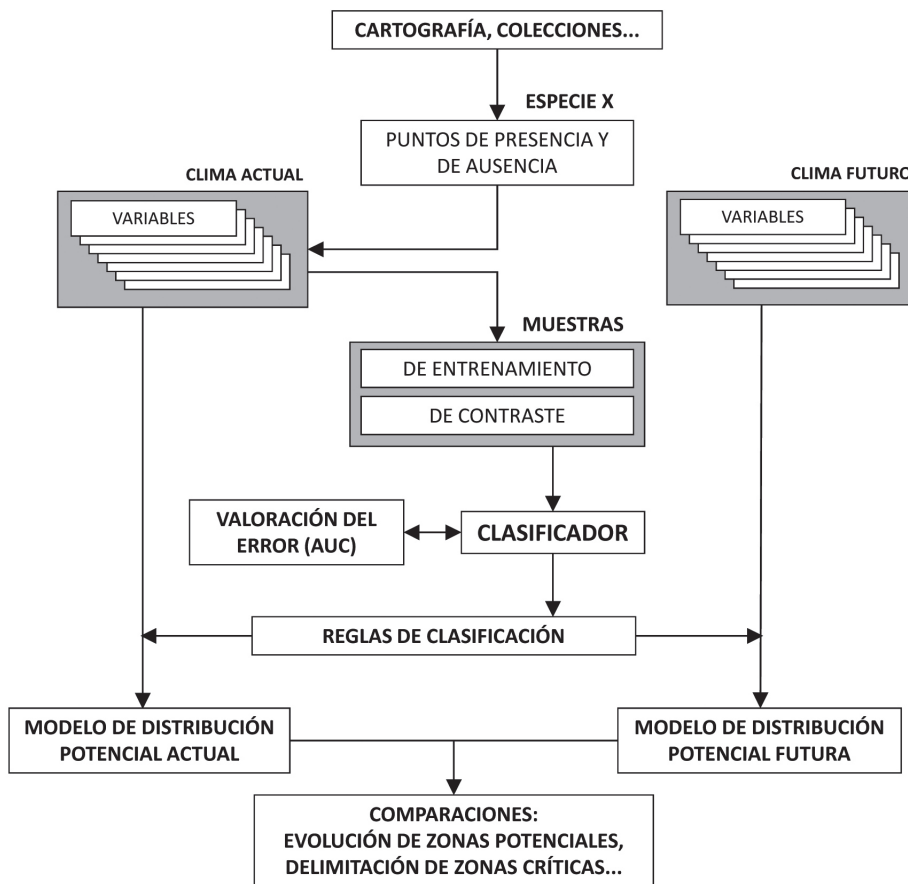 CARTOGRAFÍA, COLECCIONES...
ESPECIE X
PUNTOS DE PRESENCIA Y
DE AUSENCIA
CLIMA ACTUAL
VARIABLES
CLIMA FUTURO
VARIABLES
MUESTRAS
DE ENTRENAMIENTO
DE CONTRASTE
VALORACIÓN DEL
ERROR (AUC)
CLASIFICADOR
REGLAS DE CLASIFICACIÓN
MODELO DE DISTRIBUCIÓN
POTENCIAL ACTUAL
MODELO DE DISTRIBUCIÓN
POTENCIAL FUTURA
COMPARACIONES:
EVOLUCIÓN DE ZONAS POTENCIALES,
DELIMITACIÓN DE ZONAS CRÍTICAS...